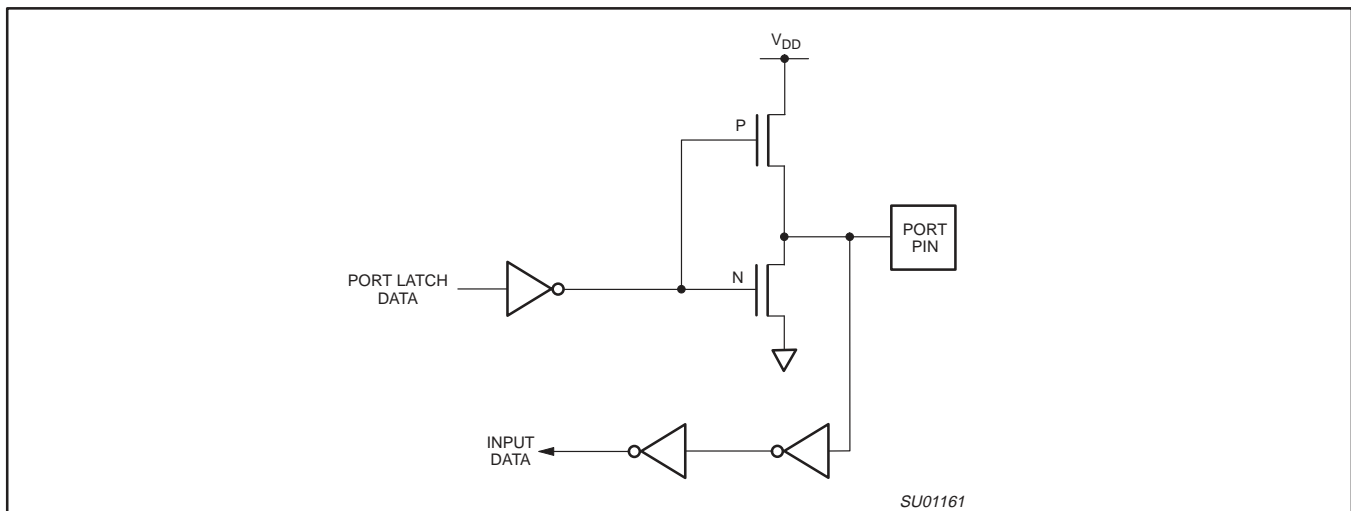 VDD
P
PORT
PIN
N
PORT LATCH
DATA
INPUT
DATA
SU01161